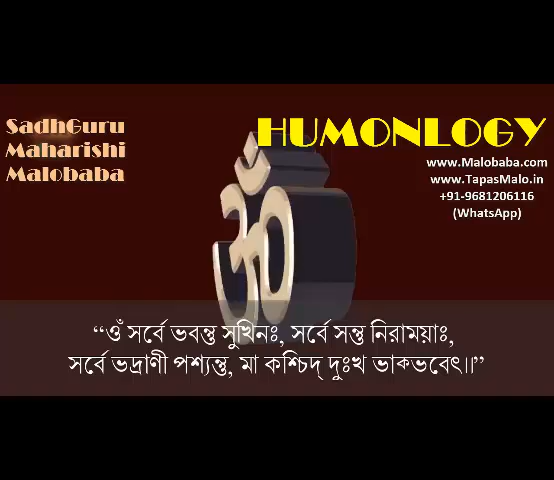 SadhGuru
Maharishi
Malobaba
HUMONLOGY
www.Malobaba.com
www.TapasMalo.in
+91-9681206116
(WhatsApp)
“ওঁ সর্বে ভবন্তু সুখিনঃ, সর্বে সন্তু নিরাময়াঃ,
সর্বে ভদ্রাণী পশ্যন্তু, মা কশ্চিদ্ দুঃখ ভাকভবেৎ।।”